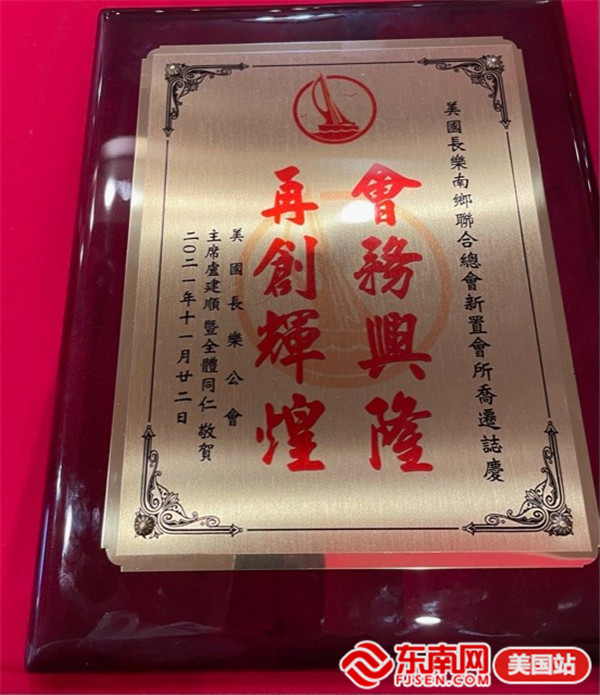 美國長樂南鄉聯合總會新置會所喬遷誌慶
會務興隆
再創輝煌
美國長樂公會
主席盧建順暨全體同仁 敬賀
二〇二一年十一月廿二日
东南网
FJSEN.COM
美国站